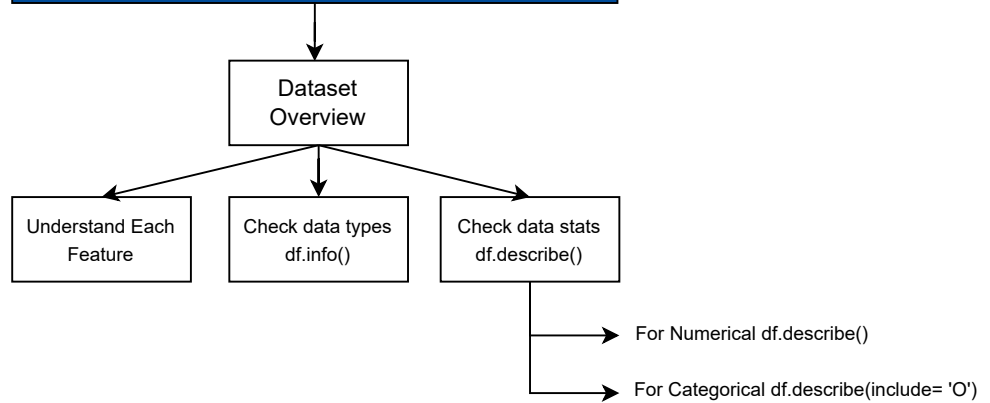 Dataset
Overview
Understand Each
Feature
Check data types
df.info()
Check data stats
df.describe()
For Numerical df.describe()
For Categorical df.describe(include= 'O')